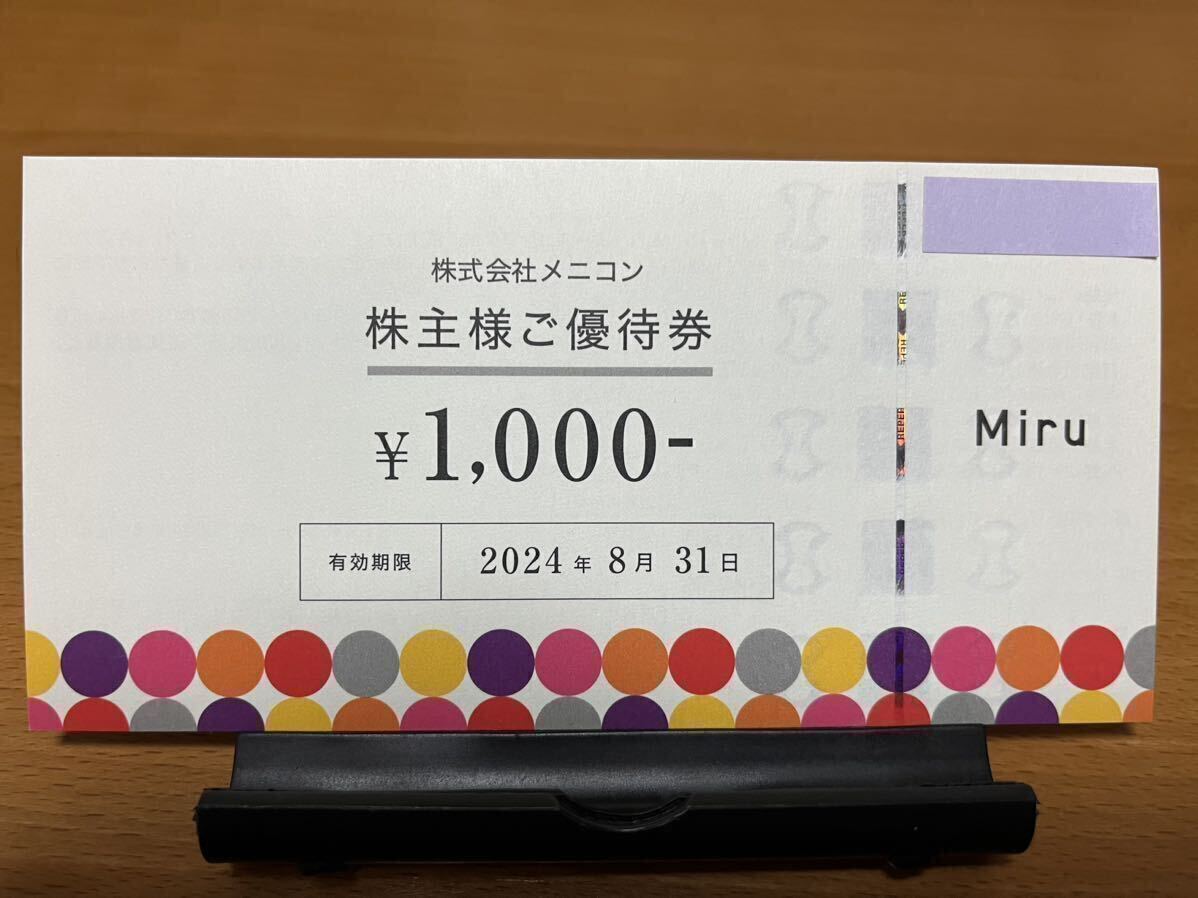 株式会社メニコン
株主様ご優待券
¥1,000-
有効期限 2024年 8月 31日
Miru